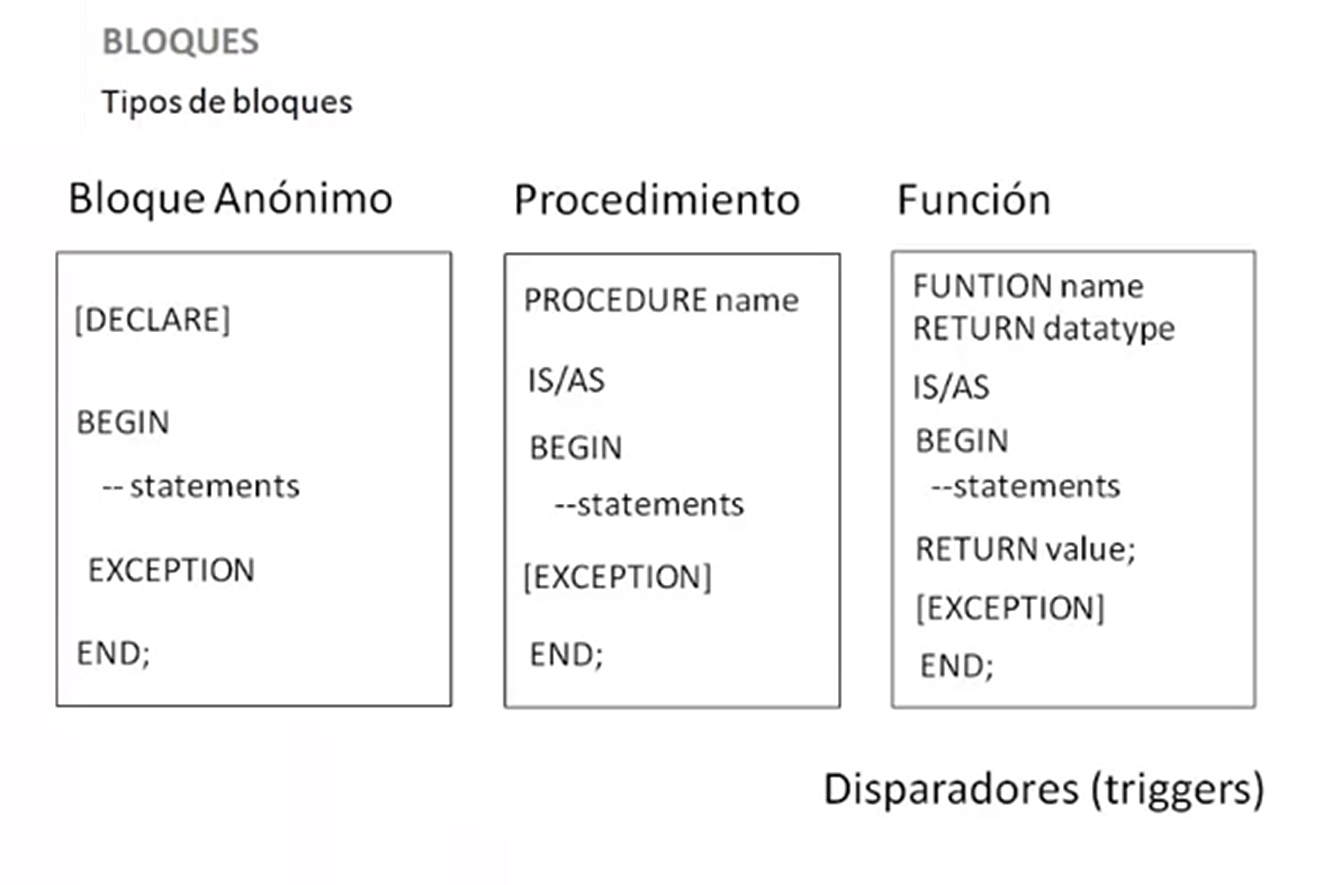 BLOQUES
Tipos de bloques
Bloque Anónimo
[DECLARE]
BEGIN
-- statements
EXCEPTION
END;
Procedimiento
PROCEDURE name
IS/AS
BEGIN
--statements
[EXCEPTION]
END;
Función
FUNTION name
RETURN datatype
IS/AS
BEGIN
--statements
RETURN value;
[EXCEPTION]
END;
Disparadores (triggers)